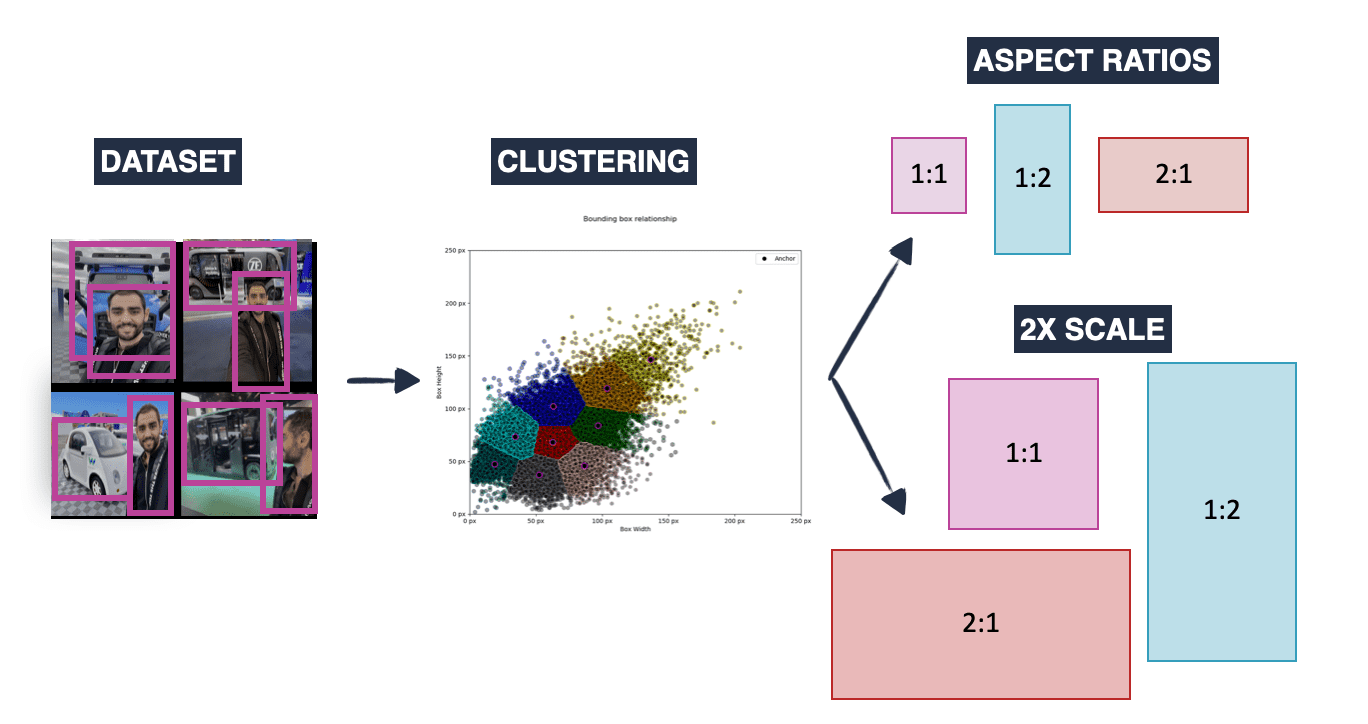 DATASET
CLUSTERING
Bounding box relationship
Anchor
250 px
200 px
150 px
100 px
50 px
0 px
Box Height
0 px
50 px
100 px
150 px
200 px
250 px
Box Width
ZF
ASPECT RATIOS
1:1
1:2
2:1
2X SCALE
1:1
1:2
2:1